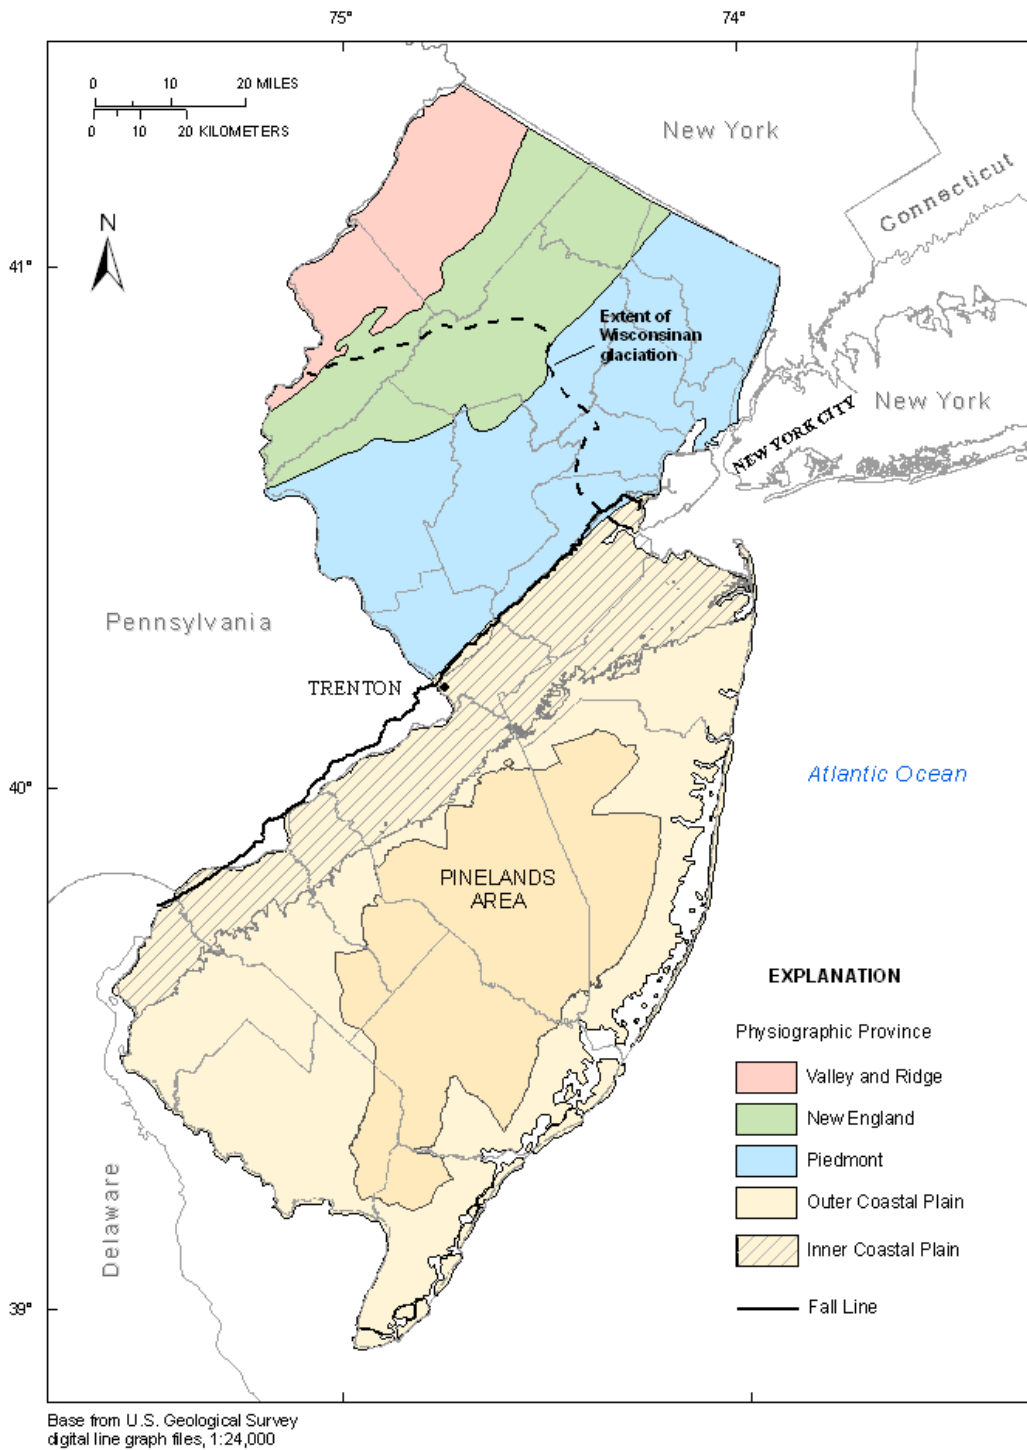 75°
74°
0 10 20 MILES
0 10 20 KILOMETERS
New York
Connecticut
N
41°
Extent of
Wisconsinan
glaciation
New York
NEW YORK CITY
Pennsylvania
TRENTON
Atlantic Ocean
40°
PINELANDS
AREA
EXPLANATION
Physiographic Province
Valley and Ridge
New England
Piedmont
Outer Coastal Plain
Inner Coastal Plain
Fall Line
Delaware
39°
Base from U.S. Geological Survey
digital line graph files, 1:24,000